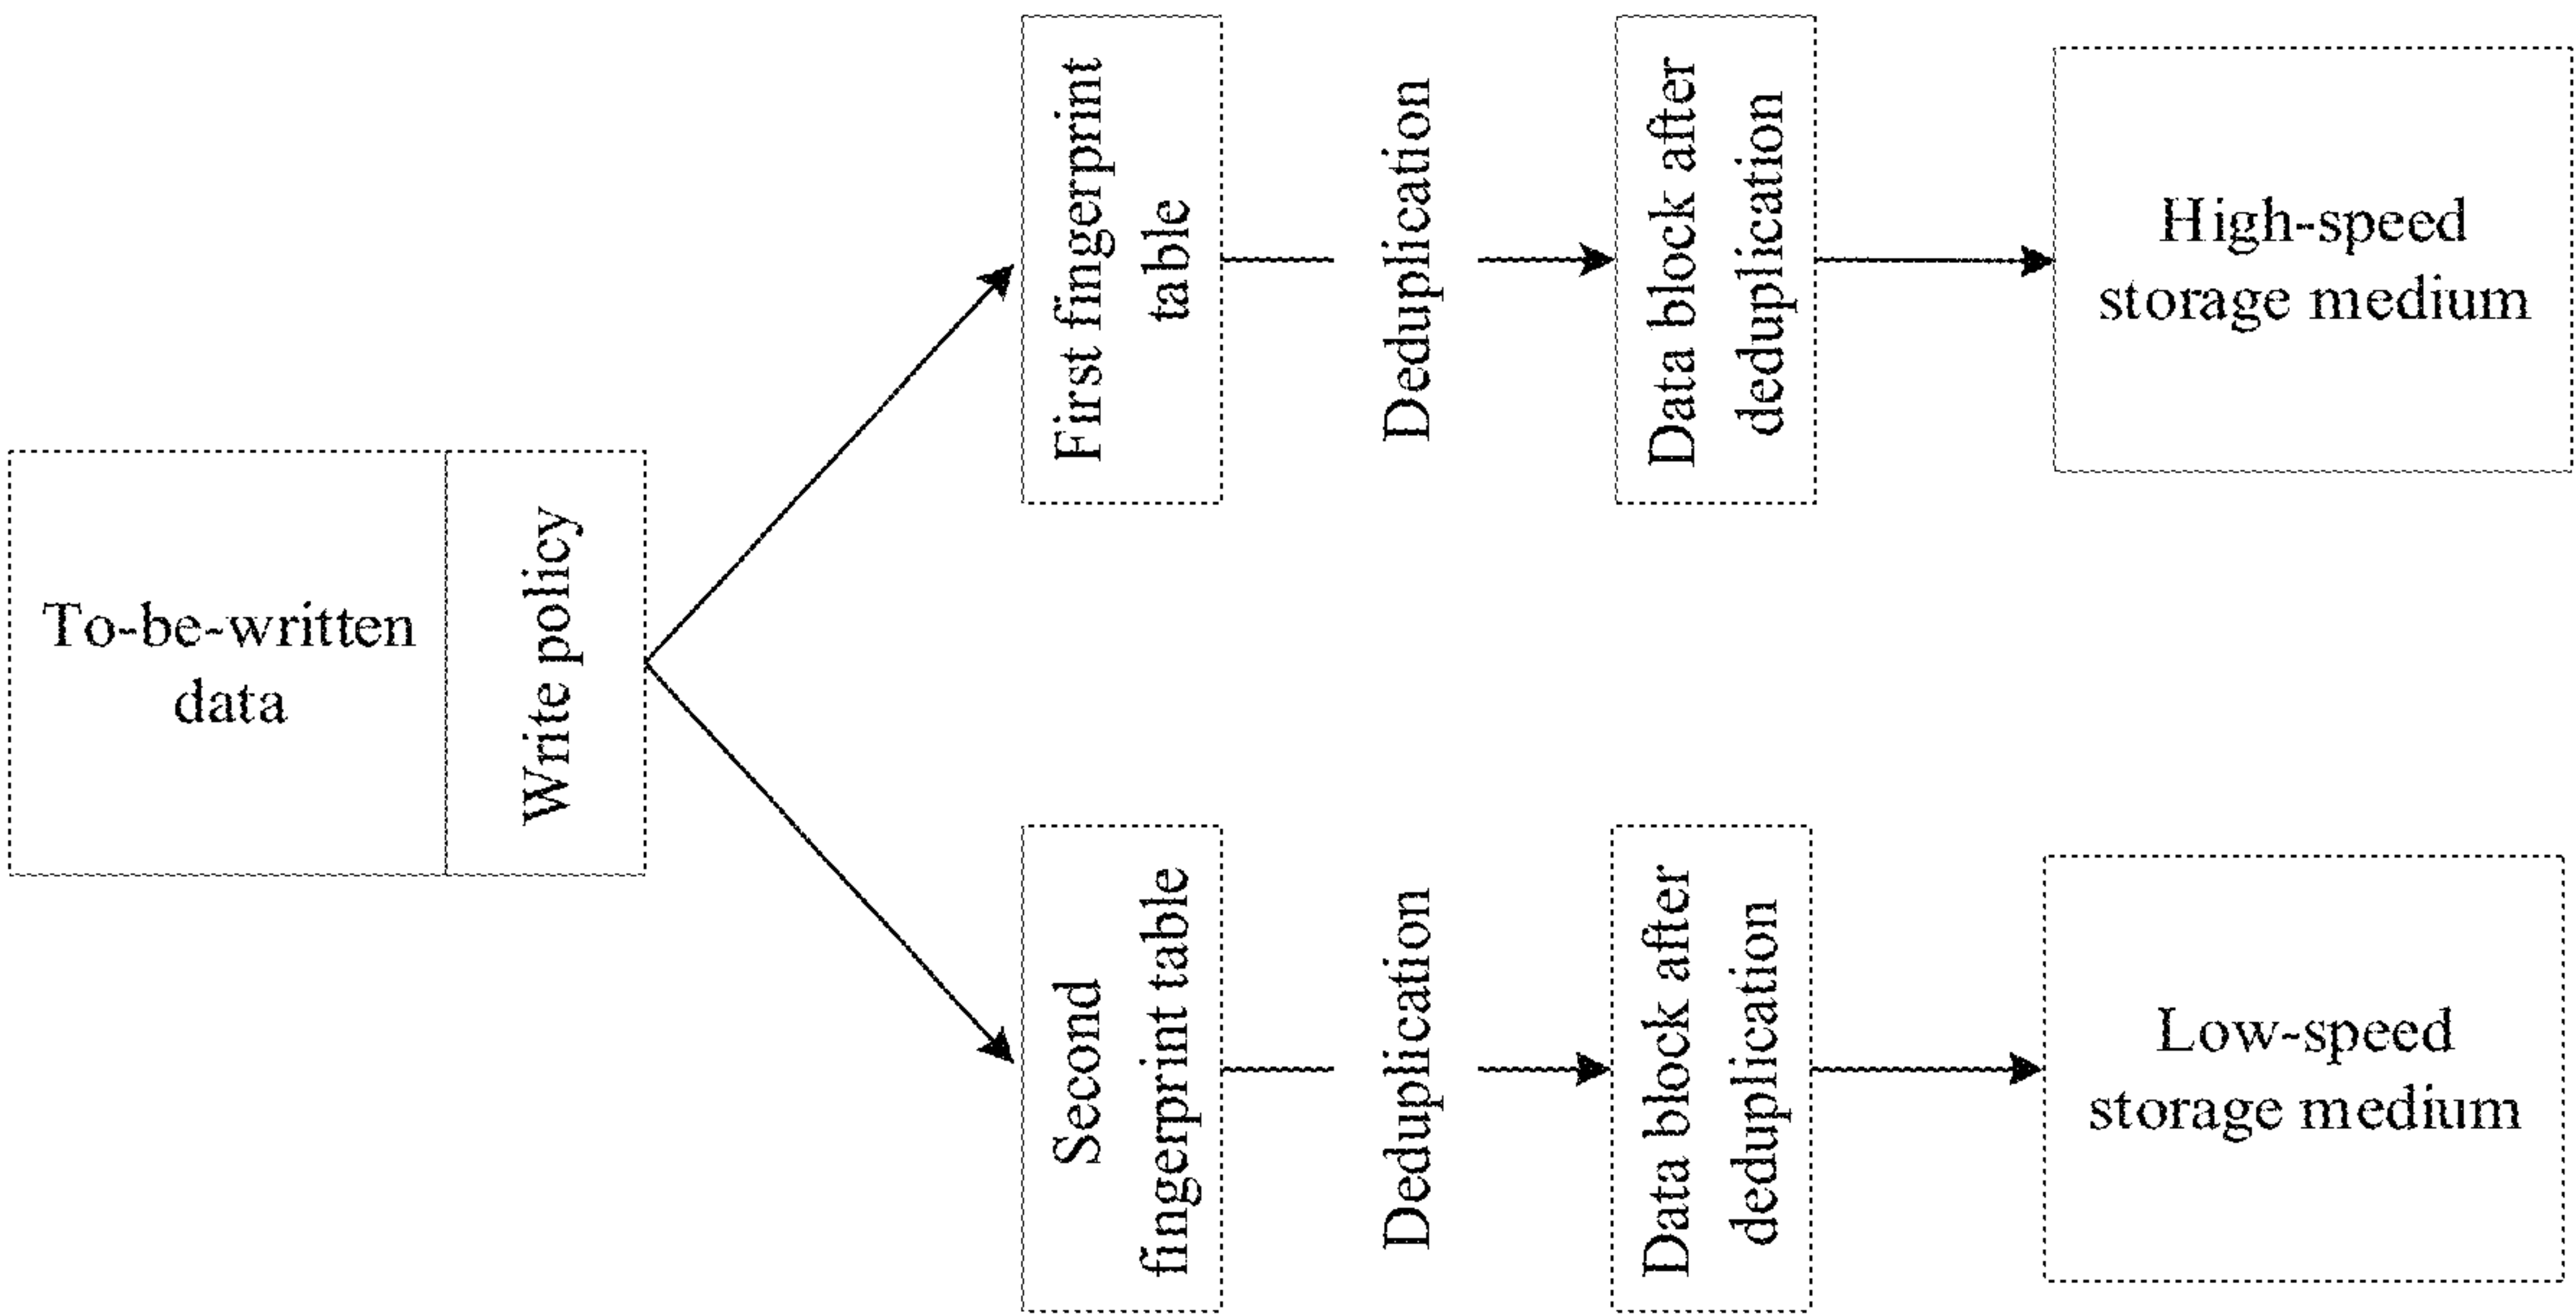 To-be-written
data
Write policy
First fingerprint
table
Deduplication
Data block after
deduplication
High-speed
storage medium
Second
fingerprint table
Deduplication
Data block after
deduplication
Low-speed
storage medium